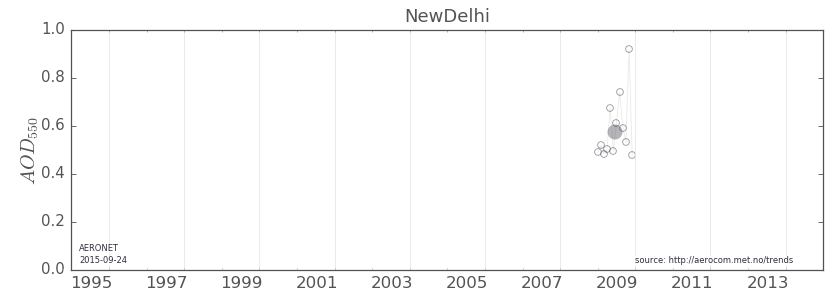 NewDelhi
1.0
0.8
0.6
0.4
0.2
0.0
AOD550
AERONET
2015-09-24
source: http://aerocom.met.no/trends
1995 1997 1999 2001 2003 2005 2007 2009 2011 2013